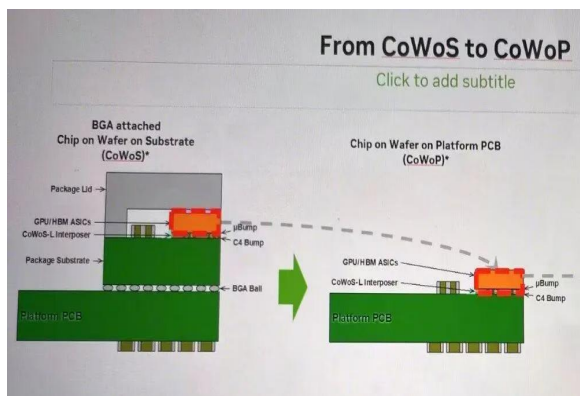 From CoWoS to CoWoP
Click to add subtitle
BGA attached
Chip on Wafer on Substrate
(CoWoS)*
Package Lid
GPU/HBM ASICs
CoWoS-L Interposer
µBump
C4 Bump
Package Substrate
BGA Ball
Platform PCB
Chip on Wafer on Platform PCB
(CoWoP)*
GPU/HBM ASICs
CoWoS-L Interposer
µBump
C4 Bump
Platform PCB